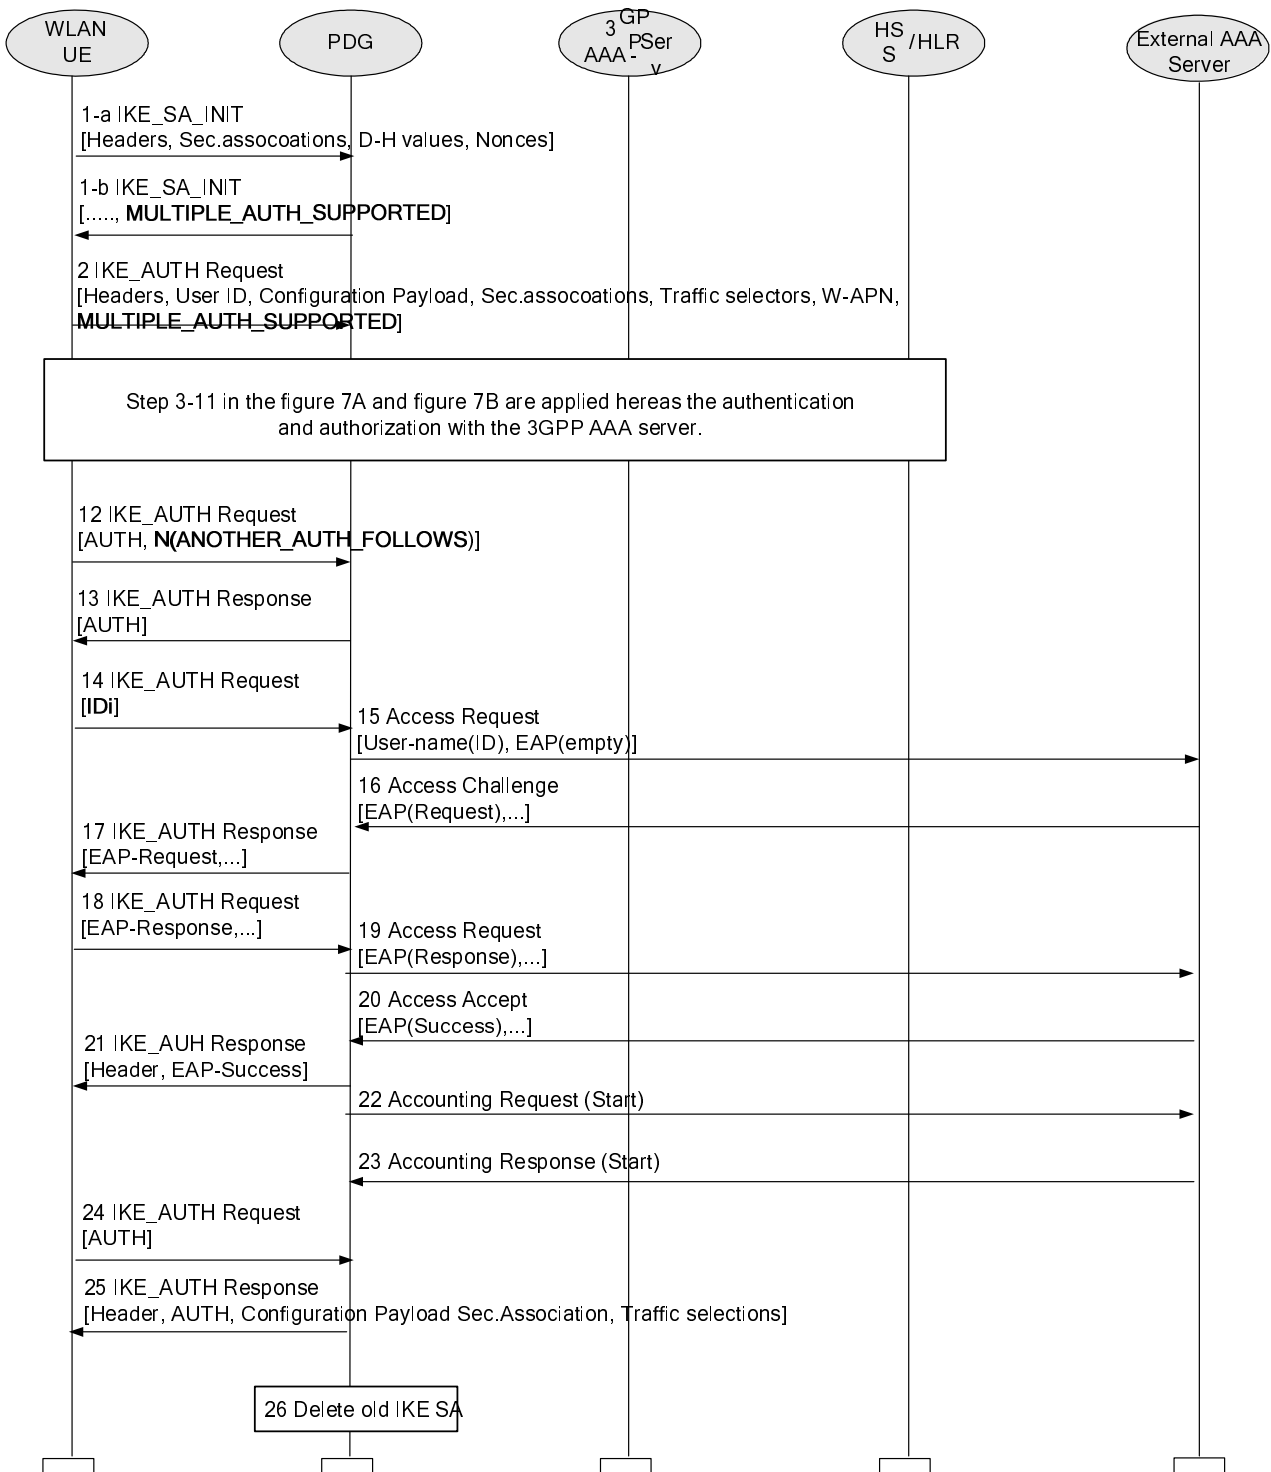 WLAN
UE
PDG
3GPP
AAA-Serv
HSS/HLR
External AAA
Server
1-a IKE_SA_INIT
[Headers, Sec.assocoations, D-H values, Nonces]
1-b IKE_SA_INIT
[....., MULTIPLE_AUTH_SUPPORTED]
2 IKE_AUTH Request
[Headers, User ID, Configuration Payload, Sec.assocoations, Traffic selectors, W-APN,
MULTIPLE_AUTH_SUPPORTED]
Step 3-11 in the figure 7A and figure 7B are applied hereas the authentication
and authorization with the 3GPP AAA server.
12 IKE_AUTH Request
[AUTH, N(ANOTHER_AUTH_FOLLOWS)]
13 IKE_AUTH Response
[AUTH]
14 IKE_AUTH Request
[IDi]
15 Access Request
[User-name(ID), EAP(empty)]
16 Access Challenge
[EAP(Request),...]
17 IKE_AUTH Response
[EAP-Request,...]
18 IKE_AUTH Request
[EAP-Response,...]
19 Access Request
[EAP(Response),...]
20 Access Accept
[EAP(Success),...]
21 IKE_AUH Response
[Header, EAP-Success]
22 Accounting Request (Start)
23 Accounting Response (Start)
24 IKE_AUTH Request
[AUTH]
25 IKE_AUTH Response
[Header, AUTH, Configuration Payload Sec.Association, Traffic selections]
26 Delete old IKE SA